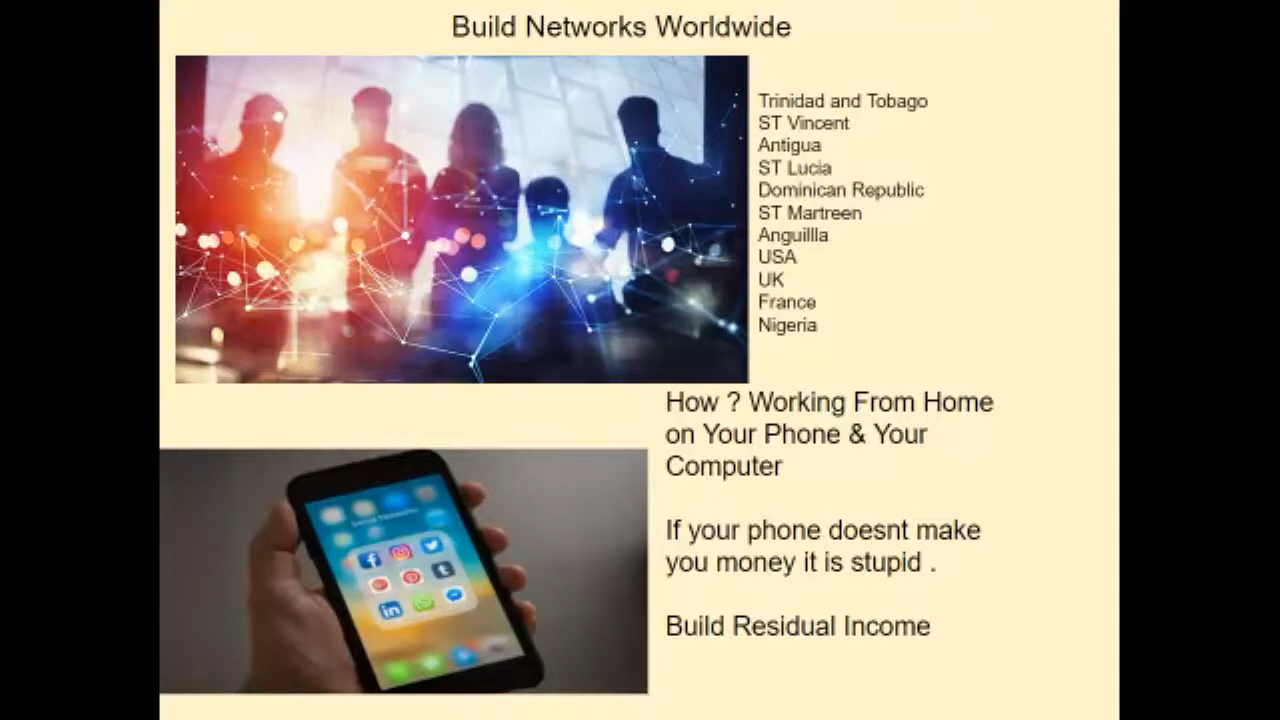 Build Networks Worldwide
Trinidad and Tobago
ST Vincent
Antigua
ST Lucia
Dominican Republic
ST Martreen
Anguillla
USA
UK
France
Nigeria
How ? Working From Home
on Your Phone & Your
Computer
If your phone doesnt make
you money it is stupid .
Build Residual Income